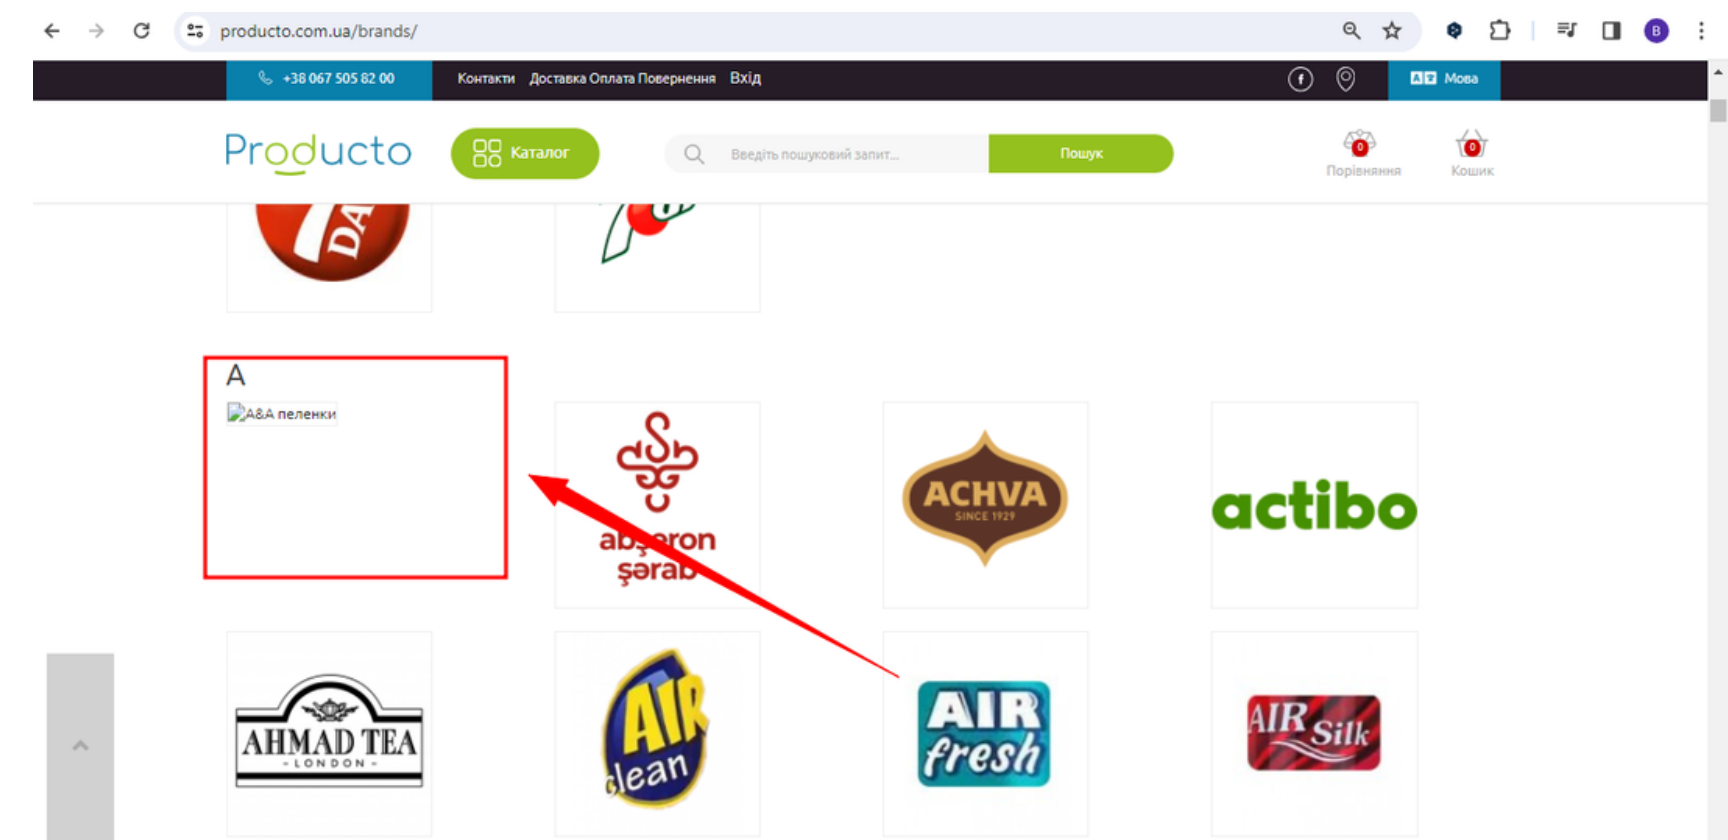 producto.com.ua/brands/
B
+38 067 505 82 00
Контакти Доставка Оплата Повернення Вхід
Мова
Producto
Каталог
Введіть пошуковий запит...
Пошук
0
Порівняння
0
Кошик
DA
A
А&А пеленки
abşeron
şərab
ACHVA
SINCE 1929
actibo
AHMAD TEA
- LONDON -
AIR
clean
AIR
fresh
AIR
Silk